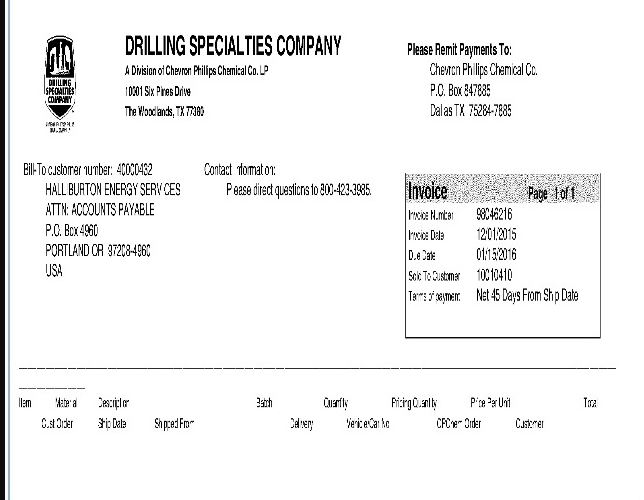 DRILLING SPECIALTIES COMPANY
A Division of Chevron Phillips Chemical Co. LP
10001 Six Pines Drive
The Woodlands, TX 77380
DRILLING
SPECIALTIES
COMPANY
Please Remit Payments To:
Chevron Phillips Chemical Co.
P.O. Box 847885
Dallas TX 75284-7885
Bill-To customer number: 40000432
HALLIBURTON ENERGY SERVICES
ATTN: ACCOUNTS PAYABLE
P.O. Box 4960
PORTLAND OR 97208-4960
USA
Contact Information:
Please direct questions to 800-423-3985.
Invoice Page 1 of 1
Invoice Number 98046216
Invoice Date 12/01/2015
Due Date 01/15/2016
Sold To Customer 10010410
Terms of payment Net 45 Days From Ship Date
Item Material Description Batch Quantity Pricing Quantity Price Per Unit Total
Cust Order Ship Date Shipped From Delivery Vehicle/Car No CPChem Order Customer